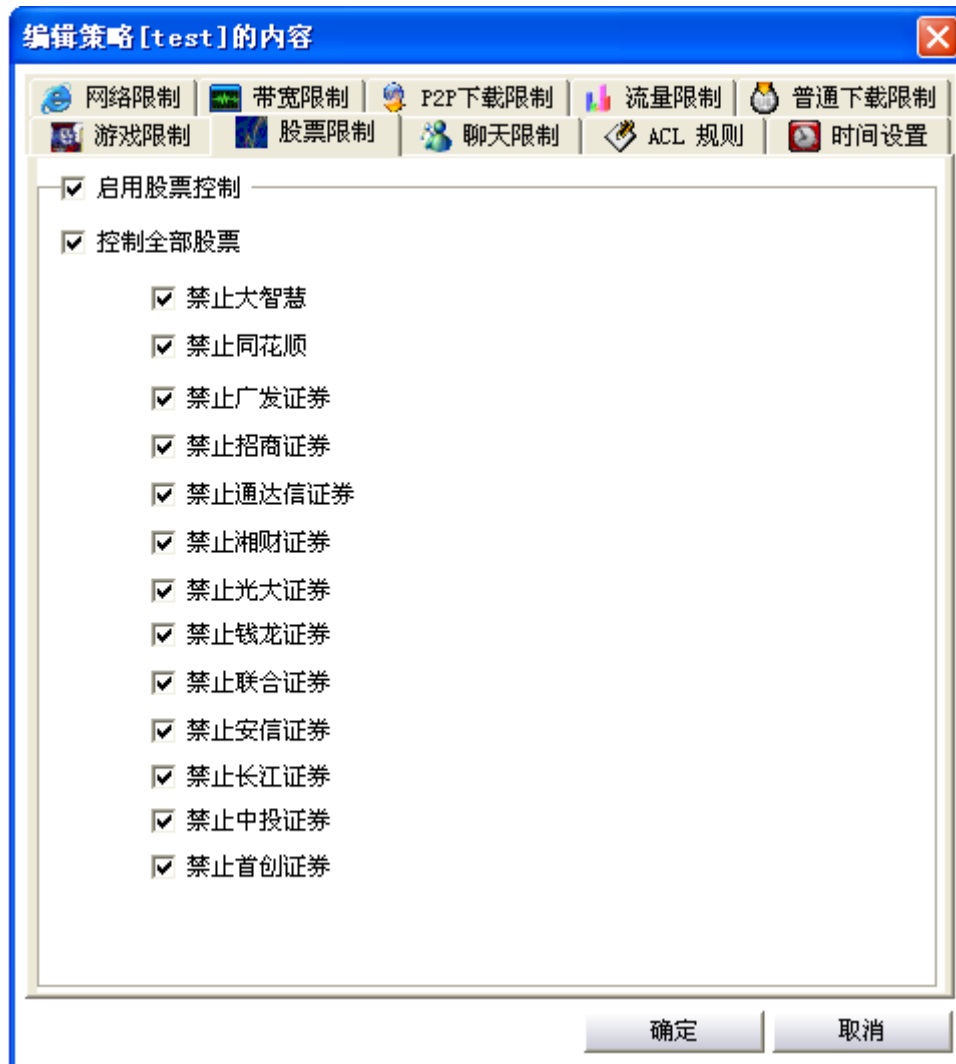 编辑策略[test]的内容
网络限制 带宽限制 P2P下载限制 流量限制 普通下载限制
游戏限制 股票限制 聊天限制 ACL 规则 时间设置
启用股票控制
控制全部股票
禁止大智慧
禁止同花顺
禁止广发证券
禁止招商证券
禁止通达信证券
禁止湘财证券
禁止光大证券
禁止钱龙证券
禁止联合证券
禁止安信证券
禁止长江证券
禁止中投证券
禁止首创证券
确定 取消